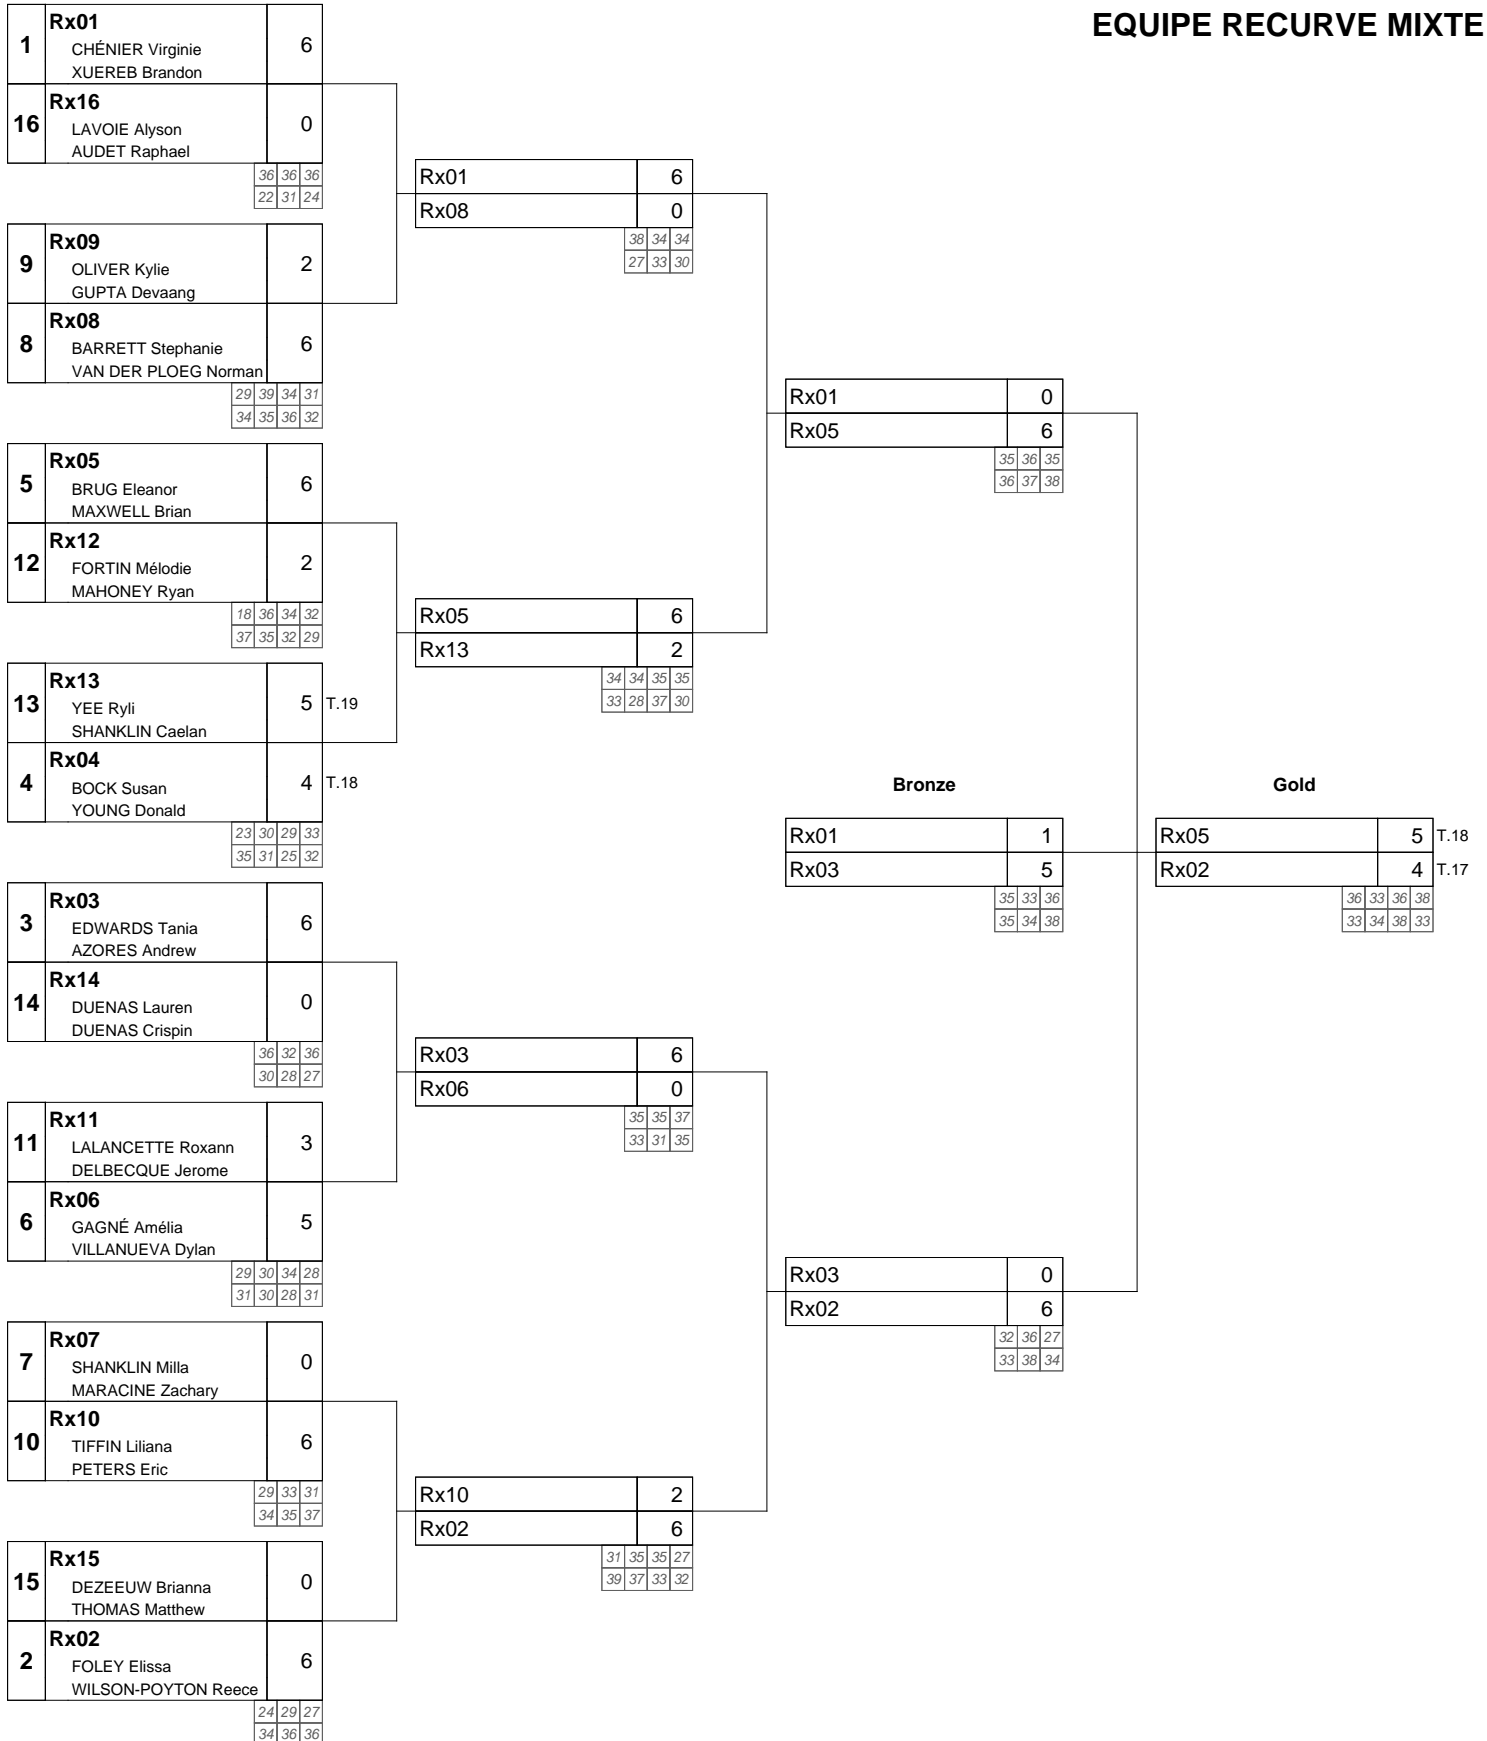 EQUIPE RECURVE MIXTE
1
Rx01
6
CHÉNIER Virginie
XUEREB Brandon
16
Rx16
0
LAVOIE Alyson
AUDET Raphael
36 36 36
22 31 24
9
Rx09
2
OLIVER Kylie
GUPTA Devaang
8
Rx08
6
BARRETT Stephanie
VAN DER PLOEG Norman
29 39 34 31
34 35 36 32
5
Rx05
6
BRUG Eleanor
MAXWELL Brian
12
Rx12
2
FORTIN Mélodie
MAHONEY Ryan
18 36 34 32
37 35 32 29
13
Rx13
5 T.19
YEE Ryli
SHANKLIN Caelan
4
Rx04
4 T.18
BOCK Susan
YOUNG Donald
23 30 29 33
35 31 25 32
3
Rx03
6
EDWARDS Tania
AZORES Andrew
14
Rx14
0
DUENAS Lauren
DUENAS Crispin
36 32 36
30 28 27
11
Rx11
3
LALANCETTE Roxann
DELBECQUE Jerome
6
Rx06
5
GAGNÉ Amélia
VILLANUEVA Dylan
29 30 34 28
31 30 28 31
7
Rx07
0
SHANKLIN Milla
MARACINE Zachary
10
Rx10
6
TIFFIN Liliana
PETERS Eric
29 33 31
34 35 37
15
Rx15
0
DEZEEUW Brianna
THOMAS Matthew
2
Rx02
6
FOLEY Elissa
WILSON-POYTON Reece
24 29 27
34 36 36
Rx01 6
Rx08 0
38 34 34
27 33 30
Rx05 6
Rx13 2
34 34 35 35
33 28 37 30
Rx03 6
Rx06 0
35 35 37
33 31 35
Rx10 2
Rx02 6
31 35 35 27
39 37 33 32
Rx01 0
Rx05 6
35 36 35
36 37 38
Rx03 0
Rx02 6
32 36 27
33 38 34
Bronze
Rx01 1
Rx03 5
35 33 36
35 34 38
Gold
Rx05 5 T.18
Rx02 4 T.17
36 33 36 38
33 34 38 33